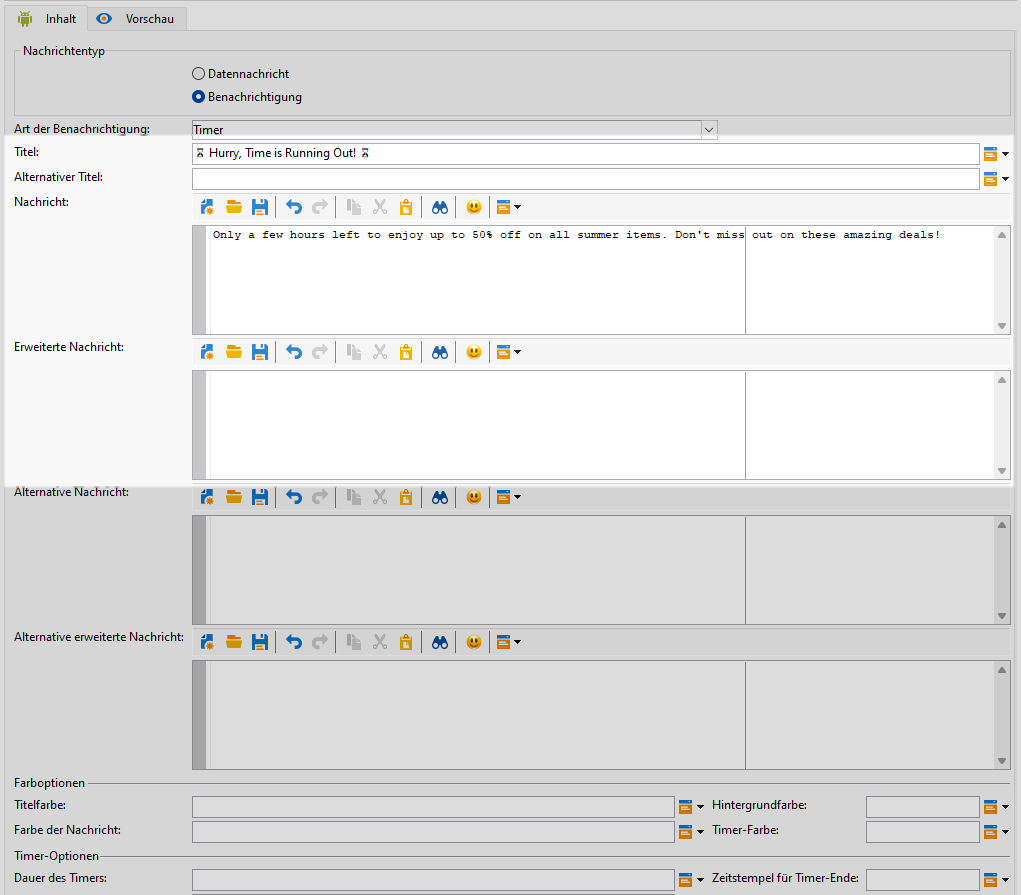 Inhalt Vorschau
Nachrichtentyp
Datennachricht
Benachrichtigung
Art der Benachrichtigung: Timer
Titel: ⌛ Hurry, Time is Running Out! ⌛
Alternativer Titel:
Nachricht:
Only a few hours left to enjoy up to 50% off on all summer items. Don't miss out on these amazing deals!
Erweiterte Nachricht:
Alternative Nachricht:
Alternative erweiterte Nachricht:
Farboptionen
Titelfarbe: Hintergrundfarbe:
Farbe der Nachricht: Timer-Farbe:
Timer-Optionen
Dauer des Timers: Zeitstempel für Timer-Ende: